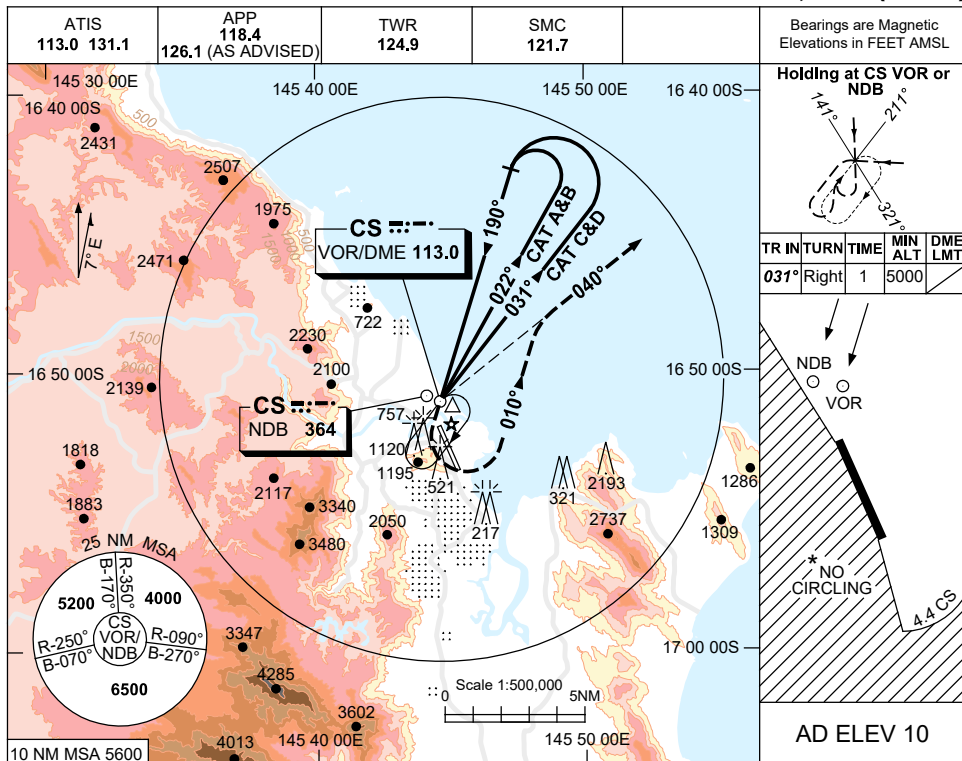 ATIS
113.0 131.1
APP
118.4
126.1 (AS ADVISED)
TWR
124.9
SMC
121.7
Bearings are Magnetic
Elevations in FEET AMSL
145 30 00E
145 40 00E
145 50 00E
16 40 00S
16 40 00S
500
2431
2507
1975
500
1000
1500
2471
7° E
CS
VOR/DME 113.0
190°
022° CAT A&B
031° CAT C&D
040°
010°
722
2230
1500
2000
2100
2139
16 50 00S
16 50 00S
CS
NDB 364
757
1120
1195
521
217
321
2193
1286
1818
1883
2117
3340
3480
2050
2737
1309
25 NM MSA
5200
4000
6500
R-350°
B-170°
R-250°
B-070°
R-090°
B-270°
CS
VOR/
NDB
3347
4285
3602
4013
17 00 00S
Scale 1:500,000
0
5NM
145 40 00E
145 50 00E
10 NM MSA 5600
Holding at CS VOR or
NDB
141°
211°
321°
TR IN TURN TIME MIN ALT DME LMT
031° Right 1 5000
NDB
VOR
* NO
CIRCLING
4.4 CS
AD ELEV 10